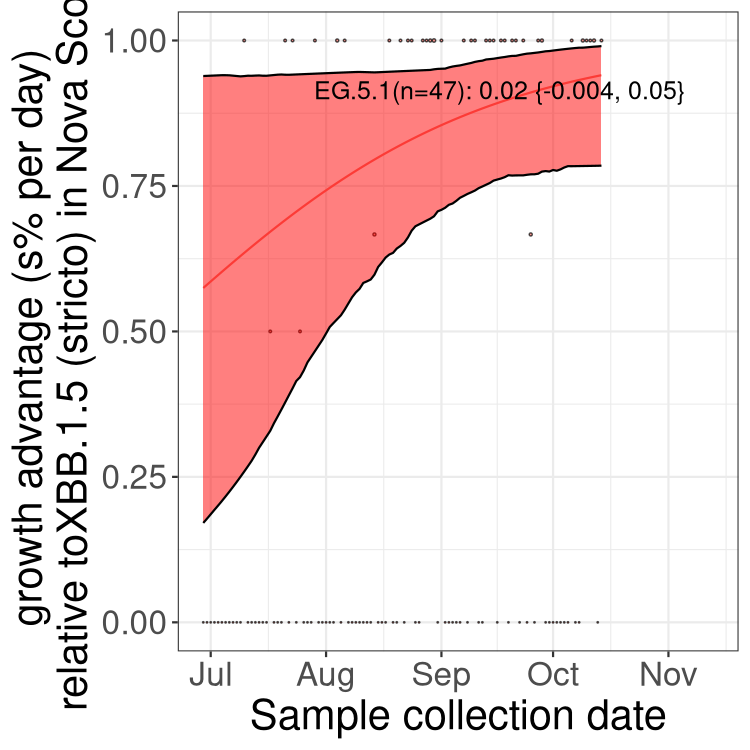 growth advantage (s% per day)
relative toXBB.1.5 (stricto) in Nova Sco
1.00
0.75
0.50
0.25
0.00
EG.5.1(n=47): 0.02 {-0.004, 0.05}
Jul Aug Sep Oct Nov
Sample collection date